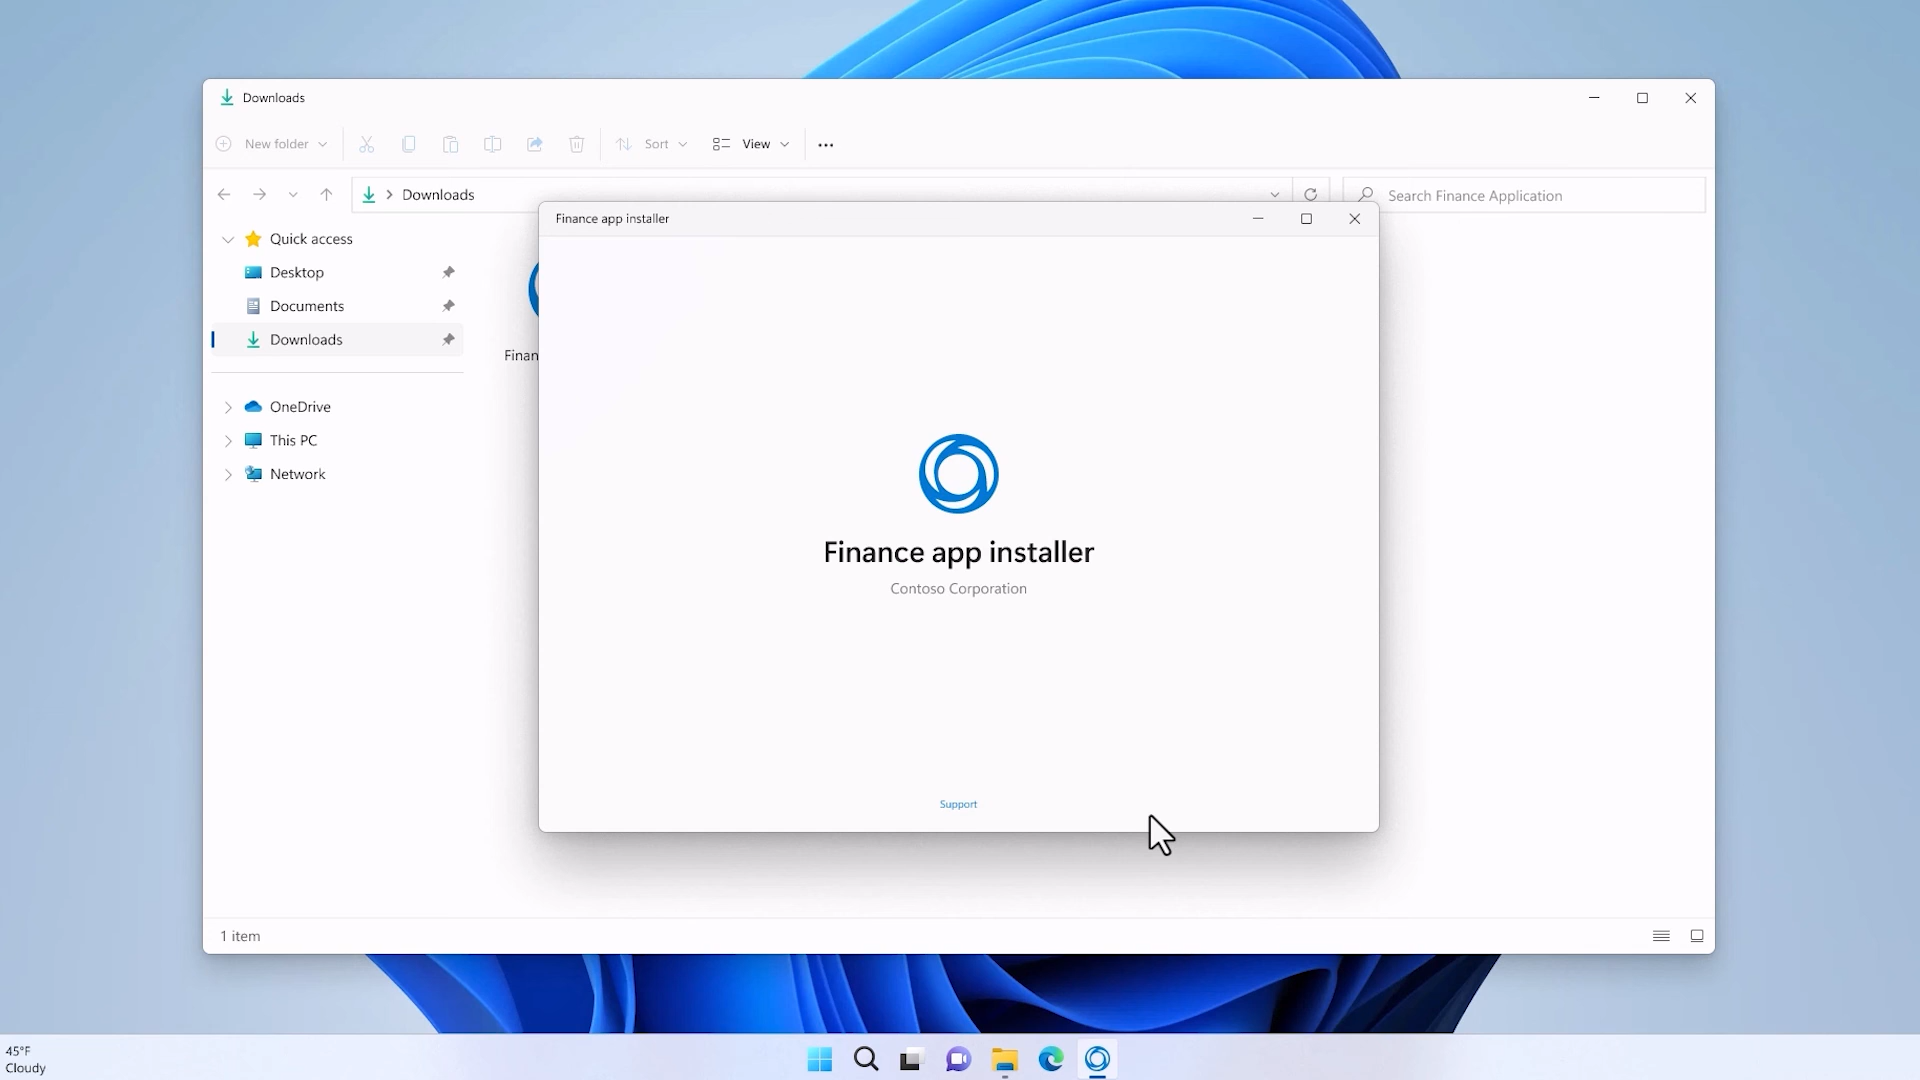 Downloads
New folder
Sort
View
Downloads
Search Finance Application
Quick access
Desktop
Documents
Downloads
OneDrive
This PC
Network
Finan
Finance app installer
Finance app installer
Contoso Corporation
Support
1 item
45°F
Cloudy